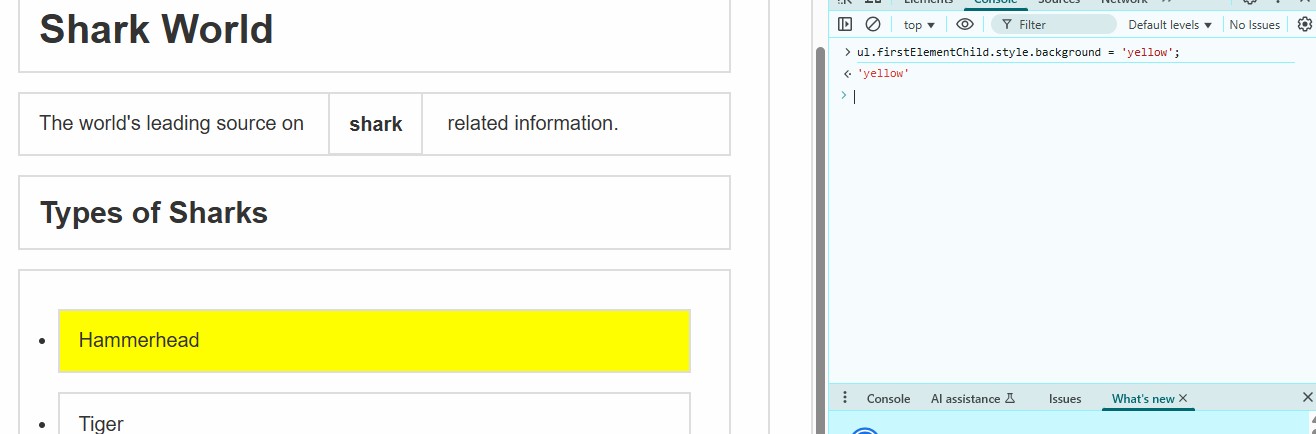 Shark World
The world's leading source on shark related information.
Types of Sharks
Hammerhead
Tiger
Elements Console Sources Network
top Filter Default levels No Issues
ul.firstElementChild.style.background = 'yellow';
'yellow'
Console AI assistance Issues What's new